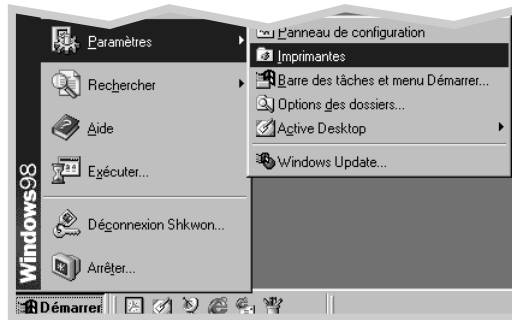 Paramètres
Rechercher
Aide
Exécuter...
Déconnexion Shkwon...
Arrêter...
Windows98
Démarrer
Panneau de configuration
Imprimantes
Barre des tâches et menu Démarrer...
Options des dossiers...
Active Desktop
Windows Update...